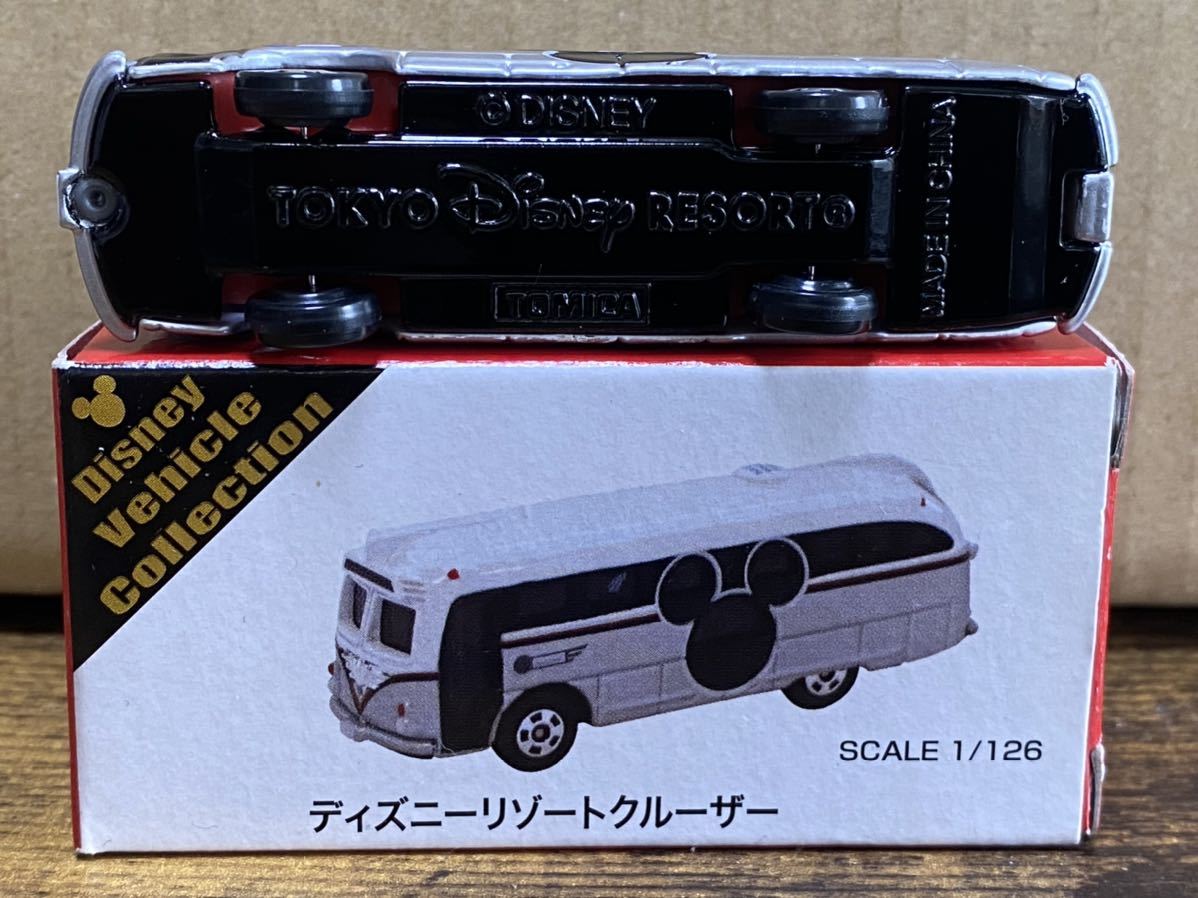 © DISNEY
TOKYO Disney RESORT®
TOMICA
MADE IN CHINA
Disney
Vehicle
Collection
SCALE 1/126
ディズニーリゾートクルーザー